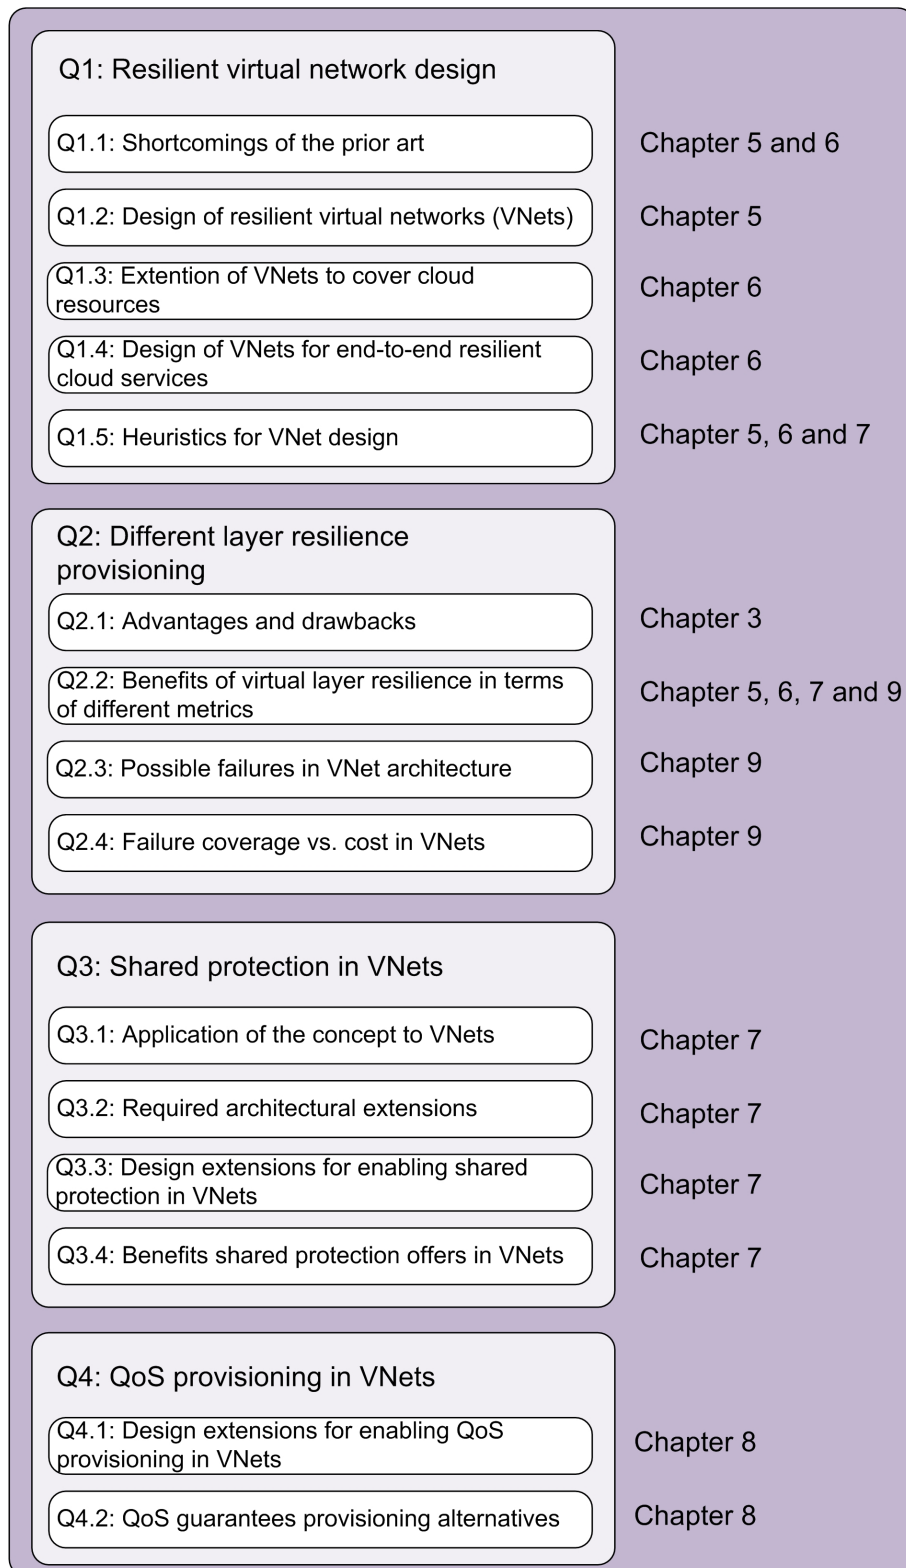 Q1: Resilient virtual network design
Q1.1: Shortcomings of the prior art
Chapter 5 and 6
Q1.2: Design of resilient virtual networks (VNets)
Chapter 5
Q1.3: Extention of VNets to cover cloud
resources
Chapter 6
Q1.4: Design of VNets for end-to-end resilient
cloud services
Chapter 6
Q1.5: Heuristics for VNet design
Chapter 5, 6 and 7
Q2: Different layer resilience
provisioning
Q2.1: Advantages and drawbacks
Chapter 3
Q2.2: Benefits of virtual layer resilience in terms
of different metrics
Chapter 5, 6, 7 and 9
Q2.3: Possible failures in VNet architecture
Chapter 9
Q2.4: Failure coverage vs. cost in VNets
Chapter 9
Q3: Shared protection in VNets
Q3.1: Application of the concept to VNets
Chapter 7
Q3.2: Required architectural extensions
Chapter 7
Q3.3: Design extensions for enabling shared
protection in VNets
Chapter 7
Q3.4: Benefits shared protection offers in VNets
Chapter 7
Q4: QoS provisioning in VNets
Q4.1: Design extensions for enabling QoS
provisioning in VNets
Chapter 8
Q4.2: QoS guarantees provisioning alternatives
Chapter 8